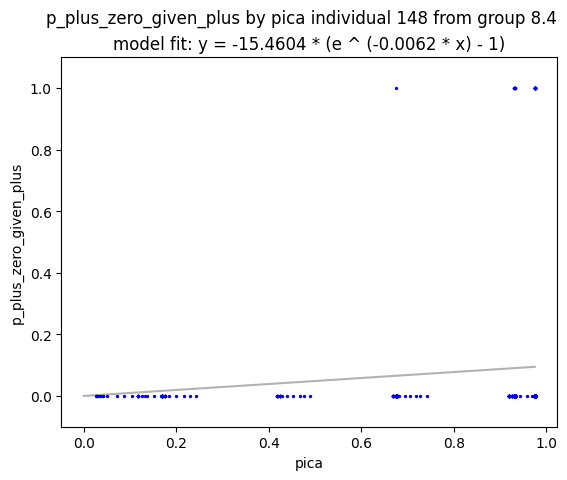 p_plus_zero_given_plus by pica individual 148 from group 8.4
model fit: y = -15.4604 * (e ^ (-0.0062 * x) - 1)
p_plus_zero_given_plus
1.0
0.8
0.6
0.4
0.2
0.0
0.0 0.2 0.4 0.6 0.8 1.0
pica